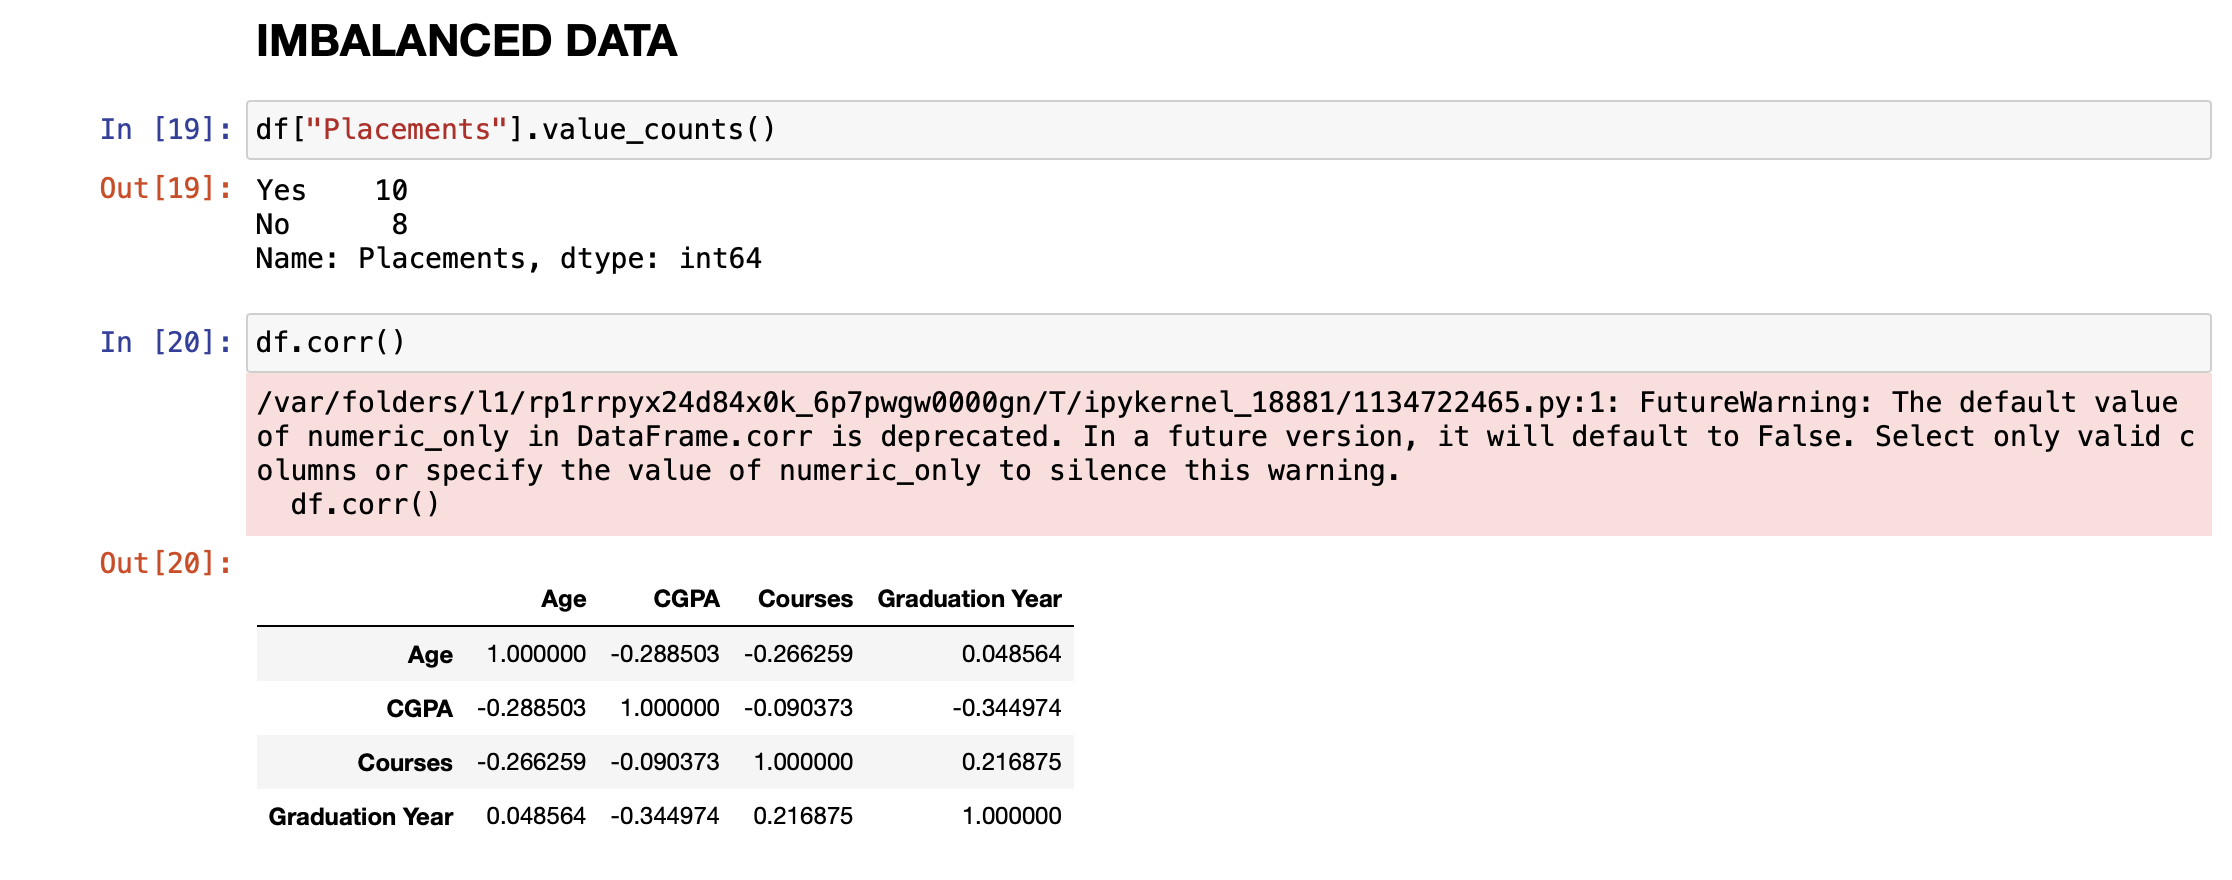 IMBALANCED DATA
In [19]: df["Placements"].value_counts()
Out[19]: Yes    10
No      8
Name: Placements, dtype: int64
In [20]: df.corr()
/var/folders/l1/rp1rrpyx24d84x0k_6p7pwgw0000gn/T/ipykernel_18881/1134722465.py:1: FutureWarning: The default value
of numeric_only in DataFrame.corr is deprecated. In a future version, it will default to False. Select only valid c
olumns or specify the value of numeric_only to silence this warning.
  df.corr()
Out[20]:
Age CGPA Courses Graduation Year
Age 1.000000 -0.288503 -0.266259 0.048564
CGPA -0.288503 1.000000 -0.090373 -0.344974
Courses -0.266259 -0.090373 1.000000 0.216875
Graduation Year 0.048564 -0.344974 0.216875 1.000000